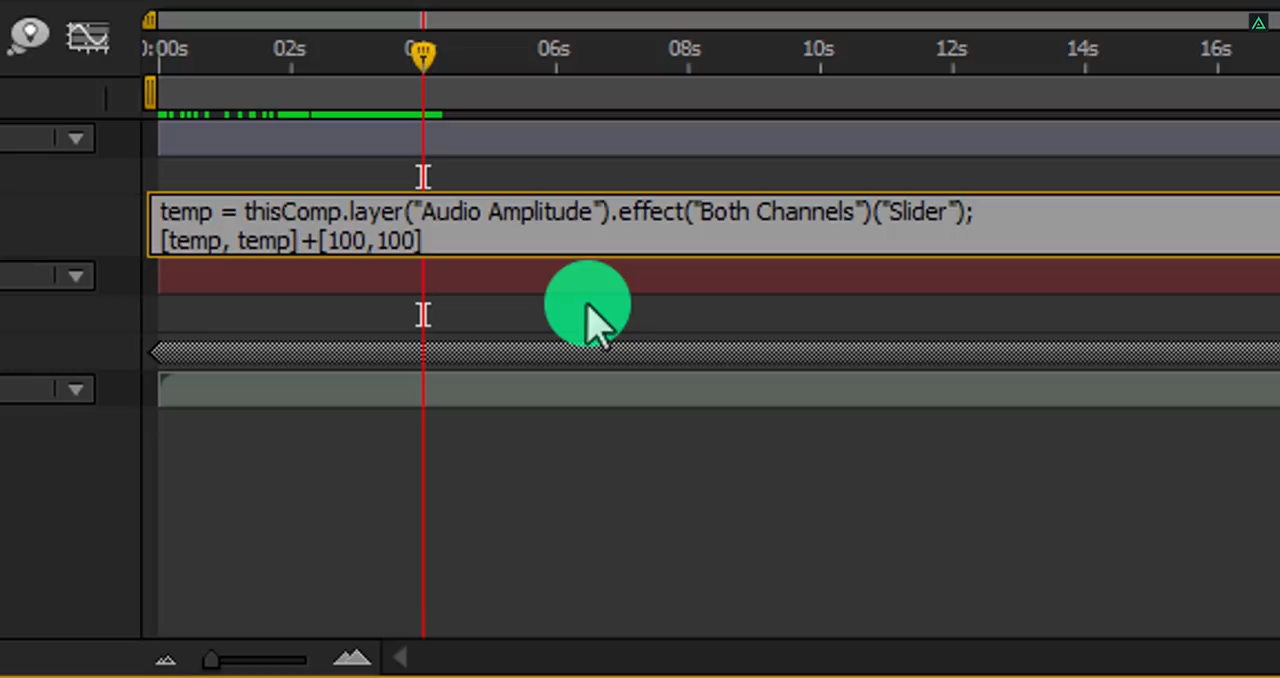 0:00s 02s 0 06s 08s 10s 12s 14s 16s
temp = thisComp.layer("Audio Amplitude").effect("Both Channels")("Slider");
[temp, temp]+[100,100]